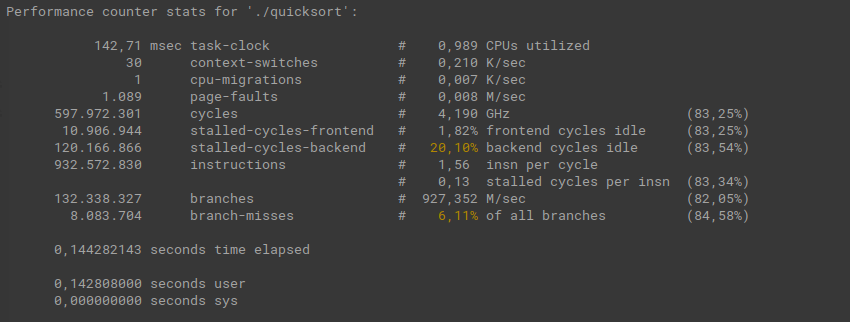 Performance counter stats for './quicksort':
142,71 msec task-clock # 0,989 CPUs utilized
30 context-switches # 0,210 K/sec
1 cpu-migrations # 0,007 K/sec
1.089 page-faults # 0,008 M/sec
597.972.301 cycles # 4,190 GHz (83,25%)
10.906.944 stalled-cycles-frontend # 1,82% frontend cycles idle (83,25%)
120.166.866 stalled-cycles-backend # 20,10% backend cycles idle (83,54%)
932.572.830 instructions # 1,56 insn per cycle
# 0,13 stalled cycles per insn (83,34%)
132.338.327 branches # 927,352 M/sec (82,05%)
8.083.704 branch-misses # 6,11% of all branches (84,58%)
0,144282143 seconds time elapsed
0,142808000 seconds user
0,000000000 seconds sys